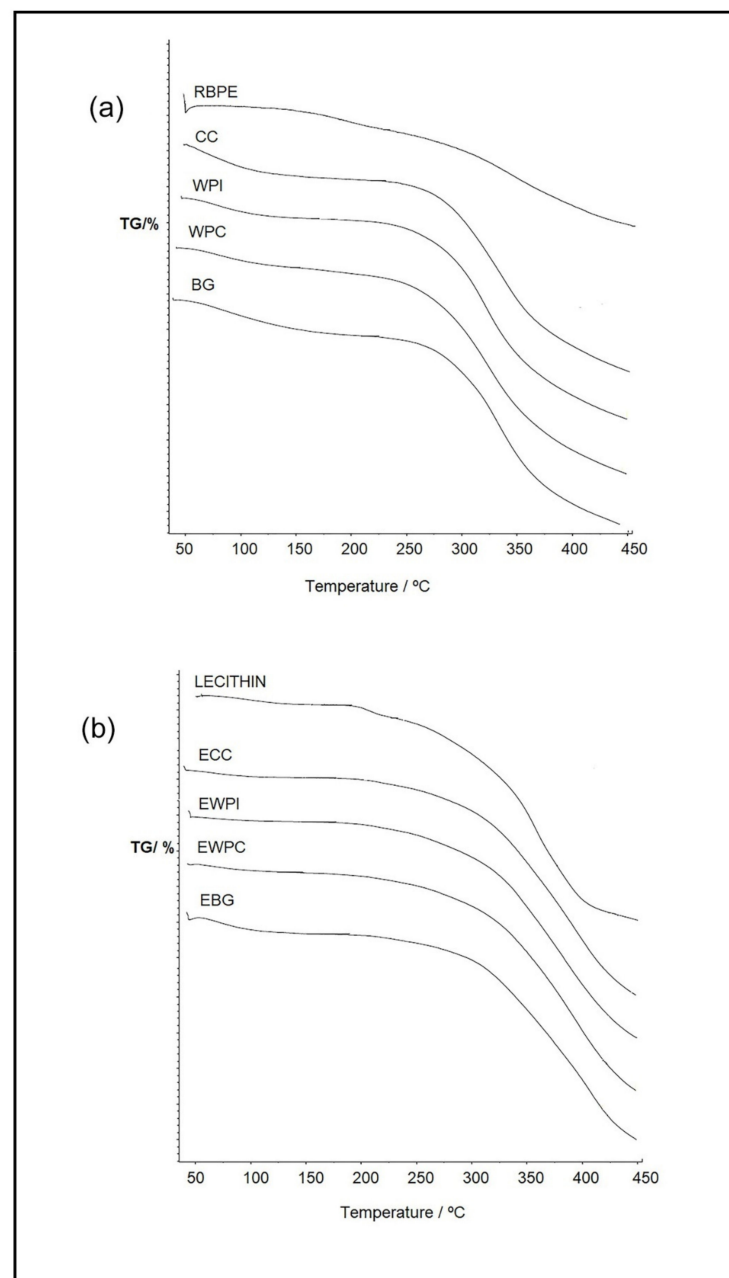 (a)
RBPE
CC
WPI
TG/%
WPC
BG
50 100 150 200 250 300 350 400 450
Temperature / ºC
LECITHIN
(b)
ECC
EWPI
TG/ %
EWPC
EBG
50 100 150 200 250 300 350 400 450
Temperature / ºC